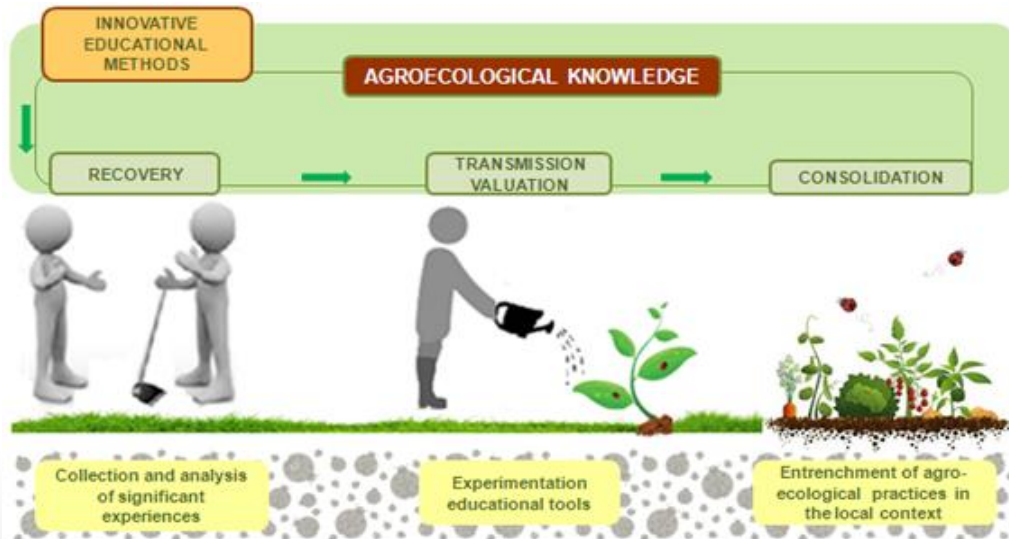 INNOVATIVE
EDUCATIONAL
METHODS
AGROECOLOGICAL KNOWLEDGE
RECOVERY
TRANSMISSION
VALUATION
CONSOLIDATION
Collection and analysis
of significant
experiences
Experimentation
educational tools
Entrenchment of agro-
ecological practices in
the local context